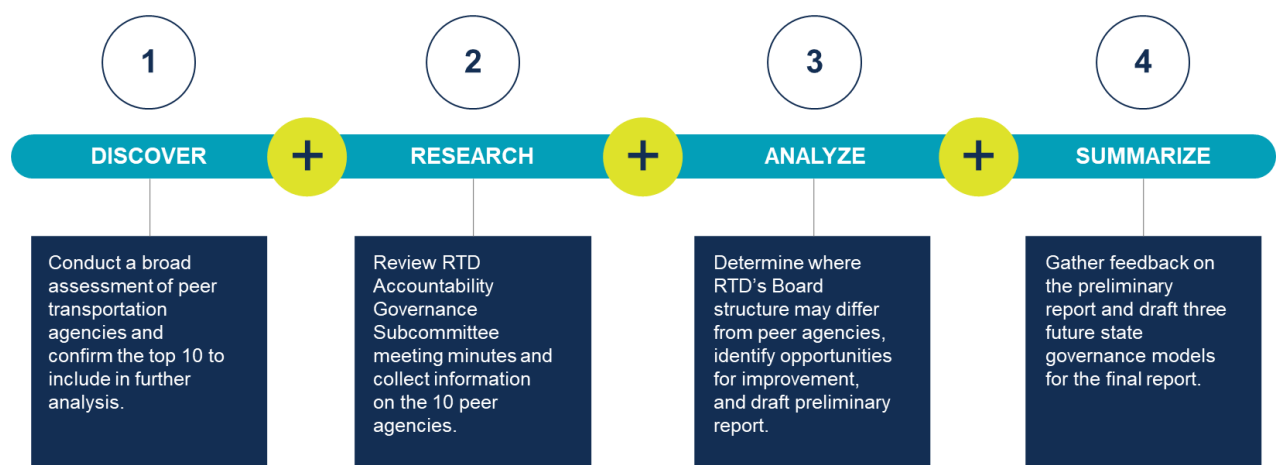 1
2
3
4
DISCOVER
+
RESEARCH
+
ANALYZE
+
SUMMARIZE
Conduct a broad
assessment of peer
transportation
agencies and
confirm the top 10 to
include in further
analysis.
Review RTD
Accountability
Governance
Subcommittee
meeting minutes and
collect information
on the 10 peer
agencies.
Determine where
RTD’s Board
structure may differ
from peer agencies,
identify opportunities
for improvement,
and draft preliminary
report.
Gather feedback on
the preliminary
report and draft three
future state
governance models
for the final report.